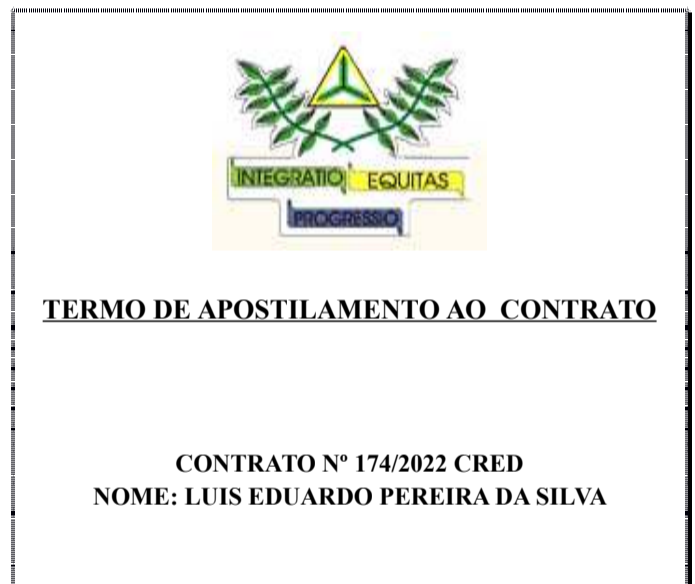 INTEGRATIO EQUITAS
PROGRESSIO
TERMO DE APOSTILAMENTO AO CONTRATO
CONTRATO Nº 174/2022 CRED
NOME: LUIS EDUARDO PEREIRA DA SILVA